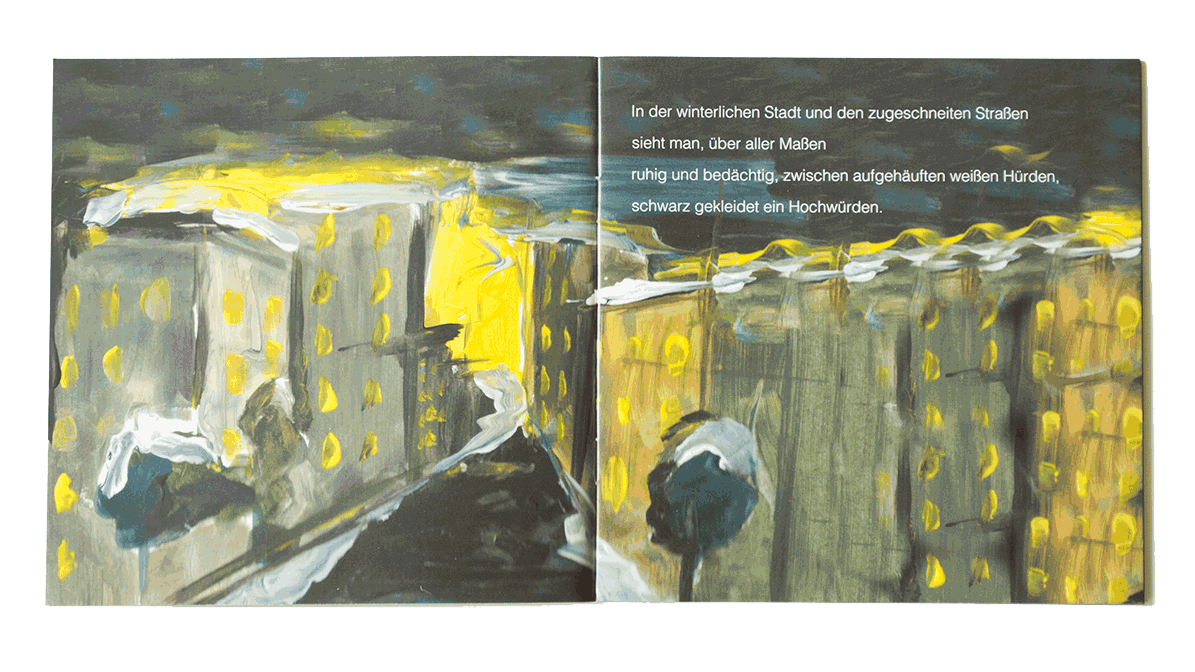 In der winterlichen Stadt und den zugeschneiten Straßen
sieht man, über aller Maßen
ruhig und bedächtig, zwischen aufgehäuften weißen Hürden,
schwarz gekleidet ein Hochwürden.